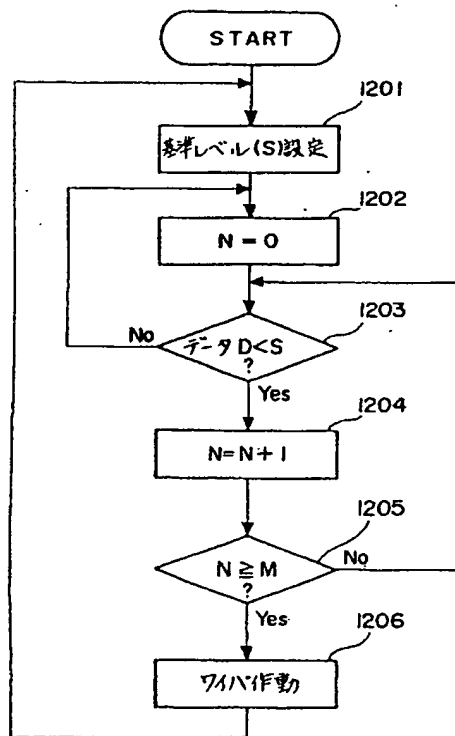 START
1201
基準レベル(S)設定
1202
N = 0
1203
No
データ D<S
?
Yes
1204
N=N+1
1205
N ≧ M
?
No
Yes
1206
ワイパ作動